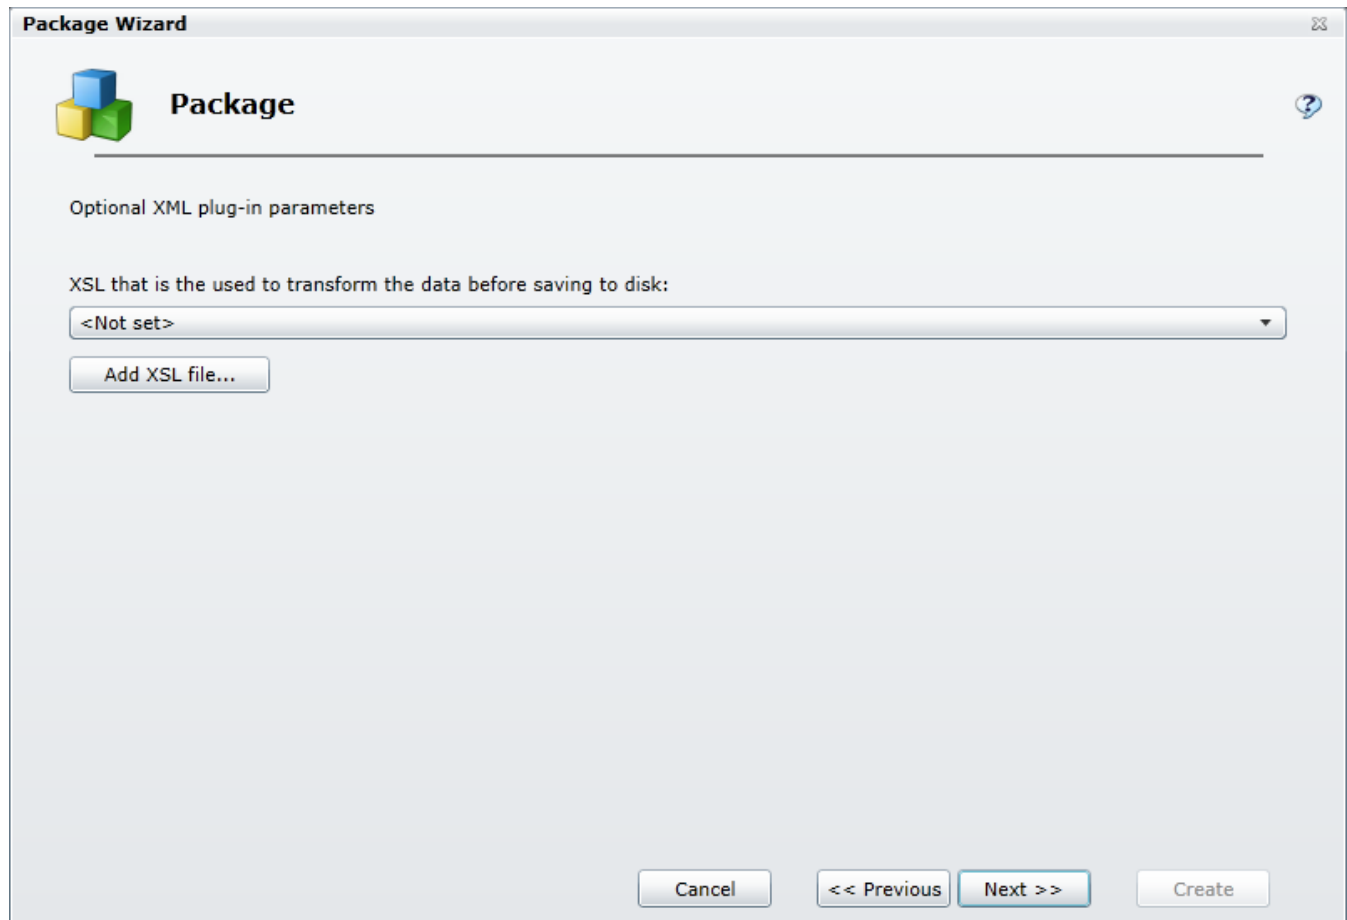 Package Wizard
Package
Optional XML plug-in parameters
XSL that is the used to transform the data before saving to disk:
<Not set>
Add XSL file...
Cancel << Previous Next >> Create